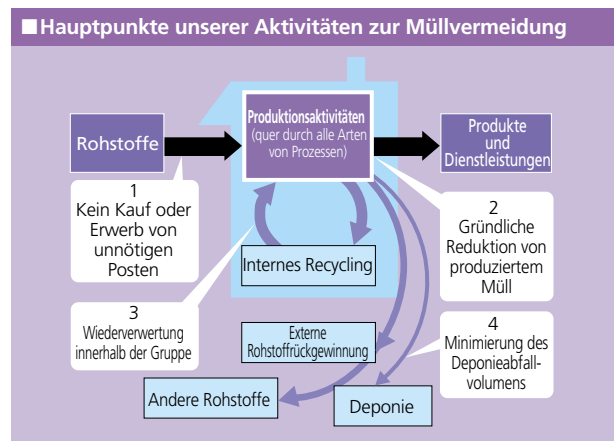 ■Hauptpunkte unserer Aktivitäten zur Müllvermeidung
Rohstoffe
Produktionsaktivitäten
(quer durch alle Arten
von Prozessen)
Produkte
und
Dienstleistungen
1
Kein Kauf oder
Erwerb von
unnötigen
Posten
2
Gründliche
Reduktion von
produziertem
Müll
Internes Recycling
3
Wiederverwertung
innerhalb der Gruppe
Externe
Rohstoffrückgewinnung
4
Minimierung des
Deponieabfall-
volumens
Andere Rohstoffe
Deponie